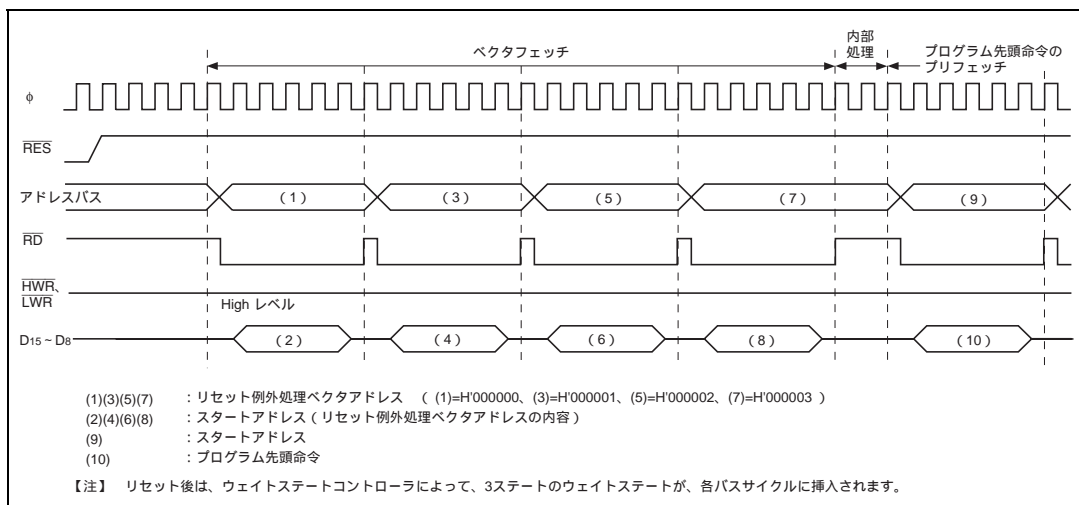 ベクタフェッチ
内部
処理
プログラム先頭命令の
プリフェッチ
φ
RES
アドレスバス
(1)
(3)
(5)
(7)
(9)
RD
HWR、
LWR
High レベル
D15~D8
(2)
(4)
(6)
(8)
(10)
(1)(3)(5)(7) :リセット例外処理ベクタアドレス ( (1)=H'000000、(3)=H'000001、(5)=H'000002、(7)=H'000003 )
(2)(4)(6)(8) :スタートアドレス(リセット例外処理ベクタアドレスの内容)
(9) :スタートアドレス
(10) :プログラム先頭命令
【注】 リセット後は、ウェイトステートコントローラによって、3ステートのウェイトステートが、各バスサイクルに挿入されます。